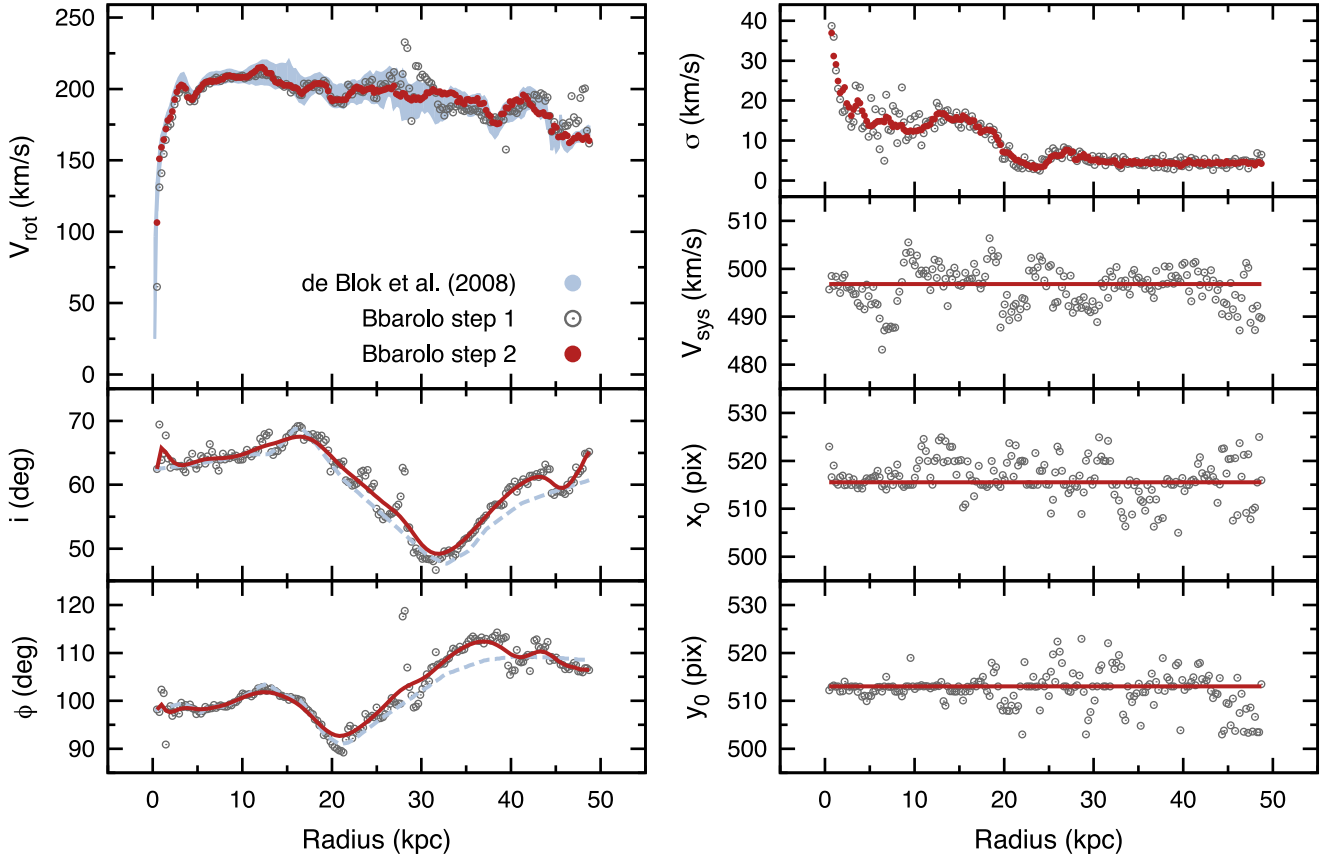 250
200
150
100
50
0
V_rot (km/s)
de Blok et al. (2008)
Bbarolo step 1
Bbarolo step 2
70
60
50
i (deg)
120
110
100
90
ϕ (deg)
0 10 20 30 40 50
Radius (kpc)
40
30
20
10
0
σ (km/s)
510
500
490
480
V_sys (km/s)
530
520
510
500
x_0 (pix)
530
520
510
500
y_0 (pix)
0 10 20 30 40 50
Radius (kpc)